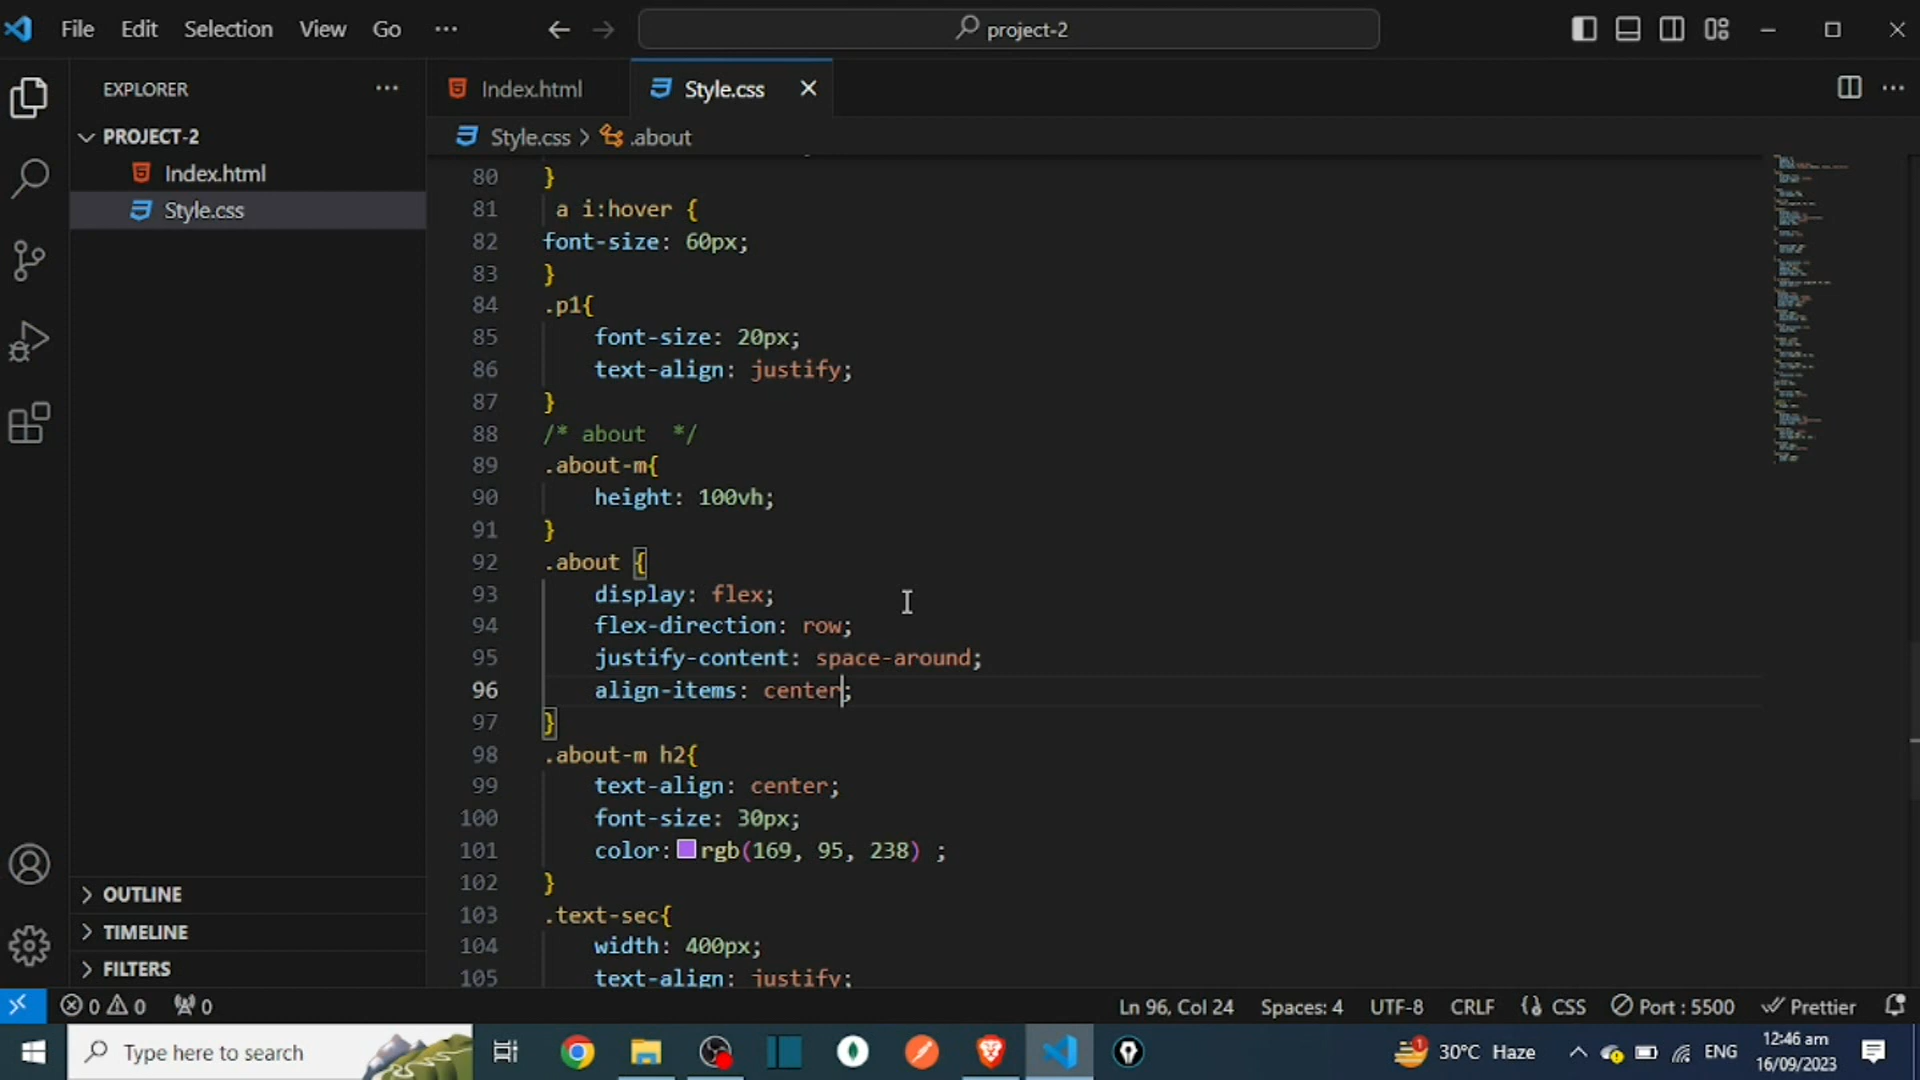 File Edit Selection View Go ··· project-2
EXPLORER ···
PROJECT-2
Index.html
Style.css
OUTLINE
TIMELINE
FILTERS
Index.html Style.css
Style.css > .about
80 }
81 a i:hover {
82 font-size: 60px;
83 }
84 .p1{
85 font-size: 20px;
86 text-align: justify;
87 }
88 /* about */
89 .about-m{
90 height: 100vh;
91 }
92 .about {
93 display: flex;
94 flex-direction: row;
95 justify-content: space-around;
96 align-items: center;
97 }
98 .about-m h2{
99 text-align: center;
100 font-size: 30px;
101 color: rgb(169, 95, 238) ;
102 }
103 .text-sec{
104 width: 400px;
105 text-align: justify;
0 0 0 Ln 96, Col 24 Spaces: 4 UTF-8 CRLF {} CSS Port : 5500 Prettier
Type here to search 1 30°C Haze ENG 12:46 am
16/09/2023